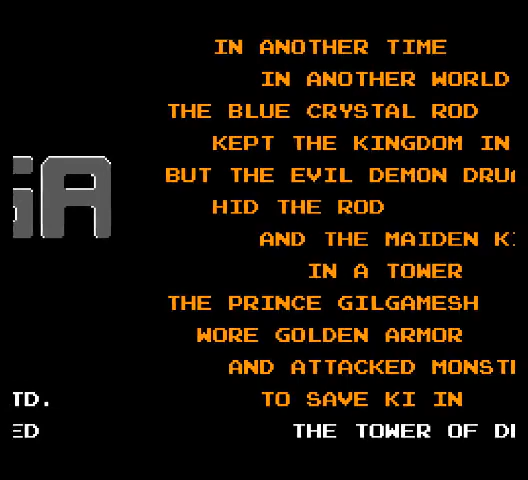 IN ANOTHER TIME
IN ANOTHER WORLD
THE BLUE CRYSTAL ROD
KEPT THE KINGDOM IN
BUT THE EVIL DEMON
HID THE ROD
AND THE MAIDEN
IN A TOWER
THE PRINCE GILGAMESH
WORE GOLDEN ARMOR
AND ATTACKED
TD. TO SAVE KI IN
ED THE TOWER OF